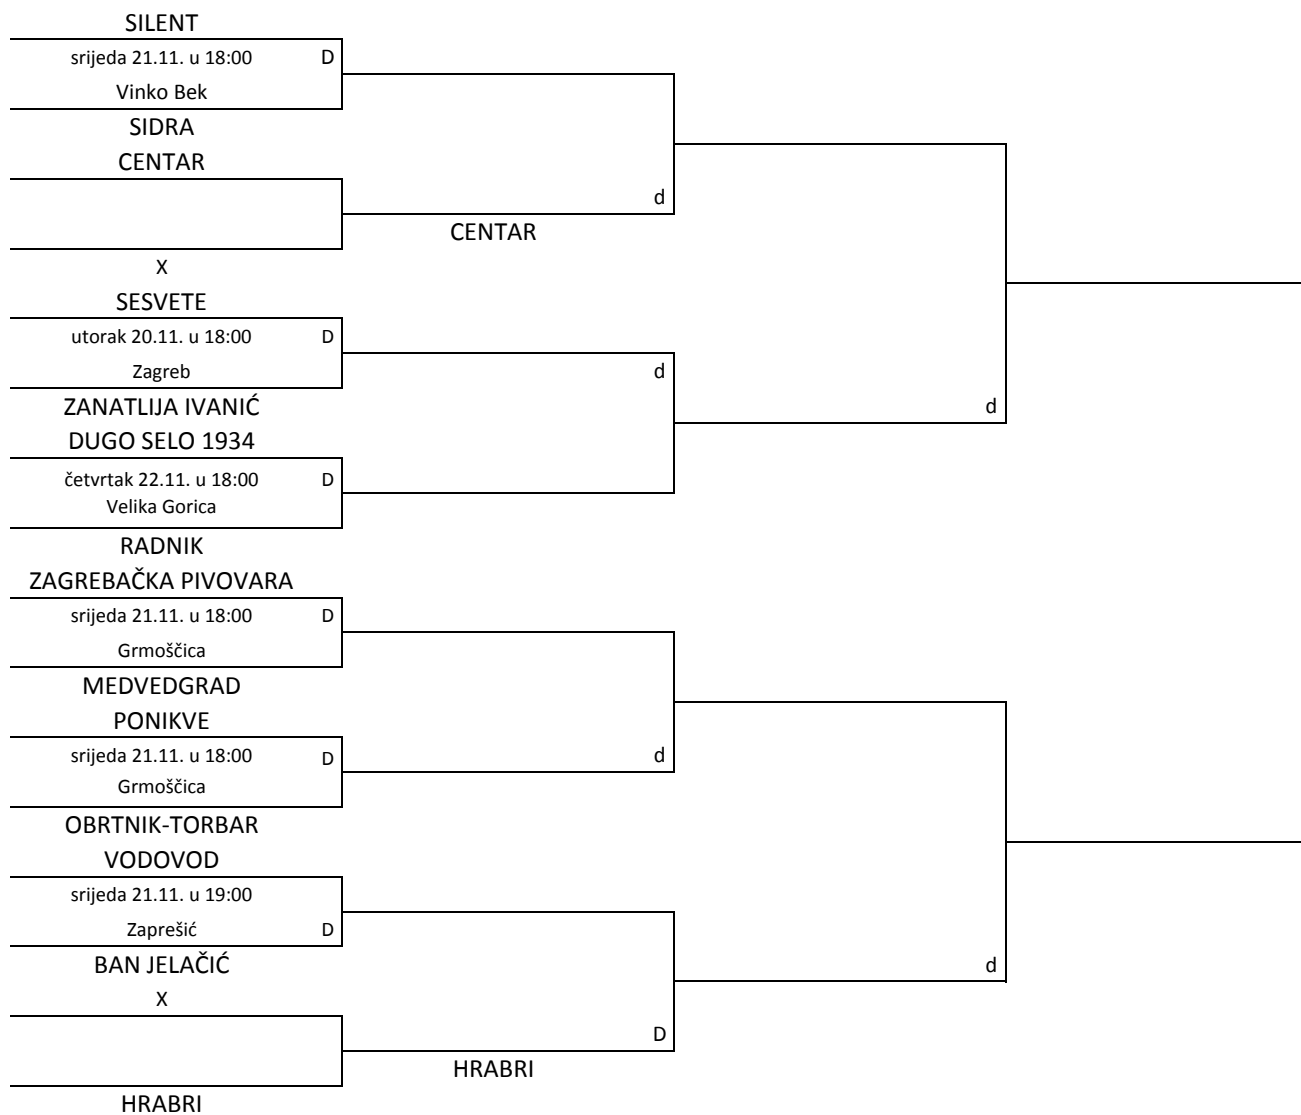 SILENT
srijeda 21.11. u 18:00 D
Vinko Bek
SIDRA
CENTAR
d
CENTAR
X
SESVETE
utorak 20.11. u 18:00 D
Zagreb d
ZANATLIJA IVANIĆ d
DUGO SELO 1934
četvrtak 22.11. u 18:00 D
Velika Gorica
RADNIK
ZAGREBAČKA PIVOVARA
srijeda 21.11. u 18:00 D
Grmoščica
MEDVEDGRAD
PONIKVE
srijeda 21.11. u 18:00 D d
Grmoščica
OBRTNIK-TORBAR
VODOVOD
srijeda 21.11. u 19:00
Zaprešić D
BAN JELAČIĆ d
X
D
HRABRI
HRABRI